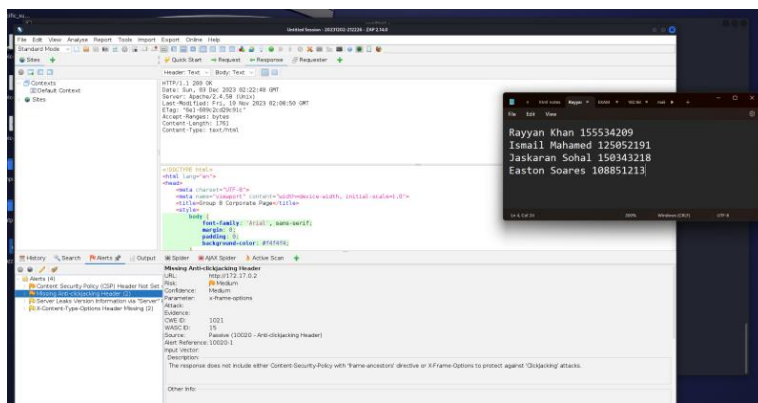 Untitled Session - 20231202-212226 - ZAP 2.14.0
File Edit View Analyse Report Tools Import Export Online Help
Standard Mode
Sites
Quick Start Request Response Requester
Header: Text Body: Text
Contexts
Default Context
Sites
HTTP/1.1 200 OK
Date: Sun, 03 Dec 2023 02:22:40 GMT
Server: Apache/2.4.58 (Unix)
Last-Modified: Fri, 10 Nov 2023 02:08:50 GMT
Accept-Ranges: bytes
Content-Length: 1761
Content-Type: text/html
<!DOCTYPE html>
<html lang="en">
<head>
<meta charset="UTF-8">
<meta name="viewport" content="width=device-width, initial-scale=1.0">
<title>Group 8 Corporate Page</title>
<style>
body {
font-family: 'Arial', sans-serif;
margin: 0;
padding: 0;
background-color: #f4f4f4;
File Edit View
Rayyan Khan 155534209
Ismail Mahamed 125052191
Jaskaran Sohal 150343218
Easton Soares 108851213
Windows (CRLF) UTF-8
History Search Alerts Output Spider AJAX Spider Active Scan
Alerts (4)
Content Security Policy (CSP) Header Not Set
Missing Anti-clickjacking Header (2)
Server Leaks Version Information via "Server"
X-Content-Type-Options Header Missing (2)
Missing Anti-clickjacking Header
URL: http://172.17.0.2
Risk: Medium
Confidence: Medium
Parameter: x-frame-options
Attack:
Evidence:
CWE ID: 1021
WASC ID: 15
Source: Passive (10020 - Anti-clickjacking Header)
Alert Reference: 10020-1
Input Vector:
Description:
The response does not include either Content-Security-Policy with 'frame-ancestors' directive or X-Frame-Options to protect against 'ClickJacking' attacks.
Other Info: